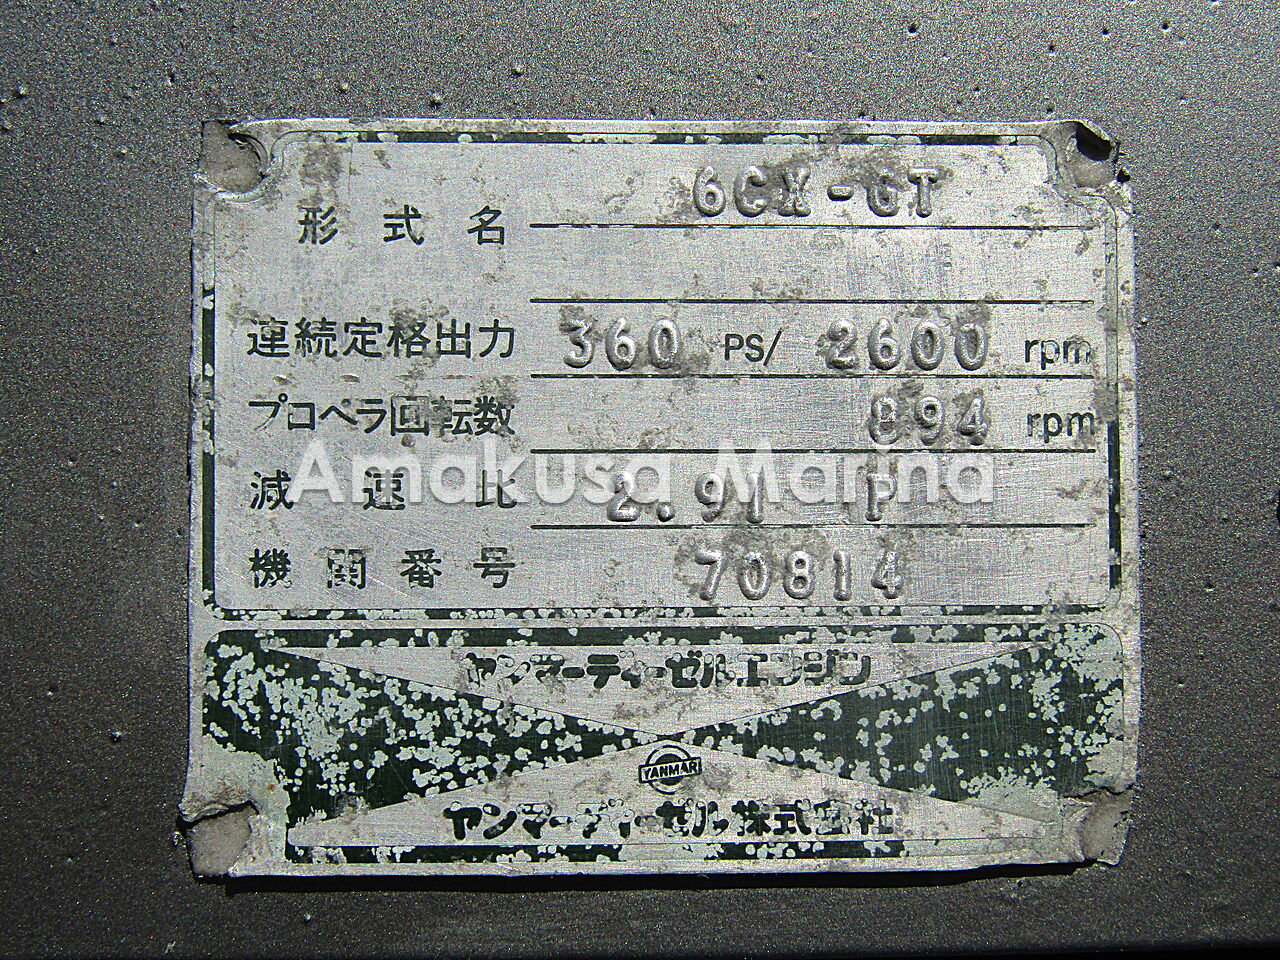 形式名 6CX-GT
連続定格出力 360 PS/ 2600 rpm
プロペラ回転数 894 rpm
Amakusa Marina
減速比 2.91 P
機関番号 70814
ヤンマーディーゼルエンジン
YANMAR
ヤンマーディーゼル株式会社